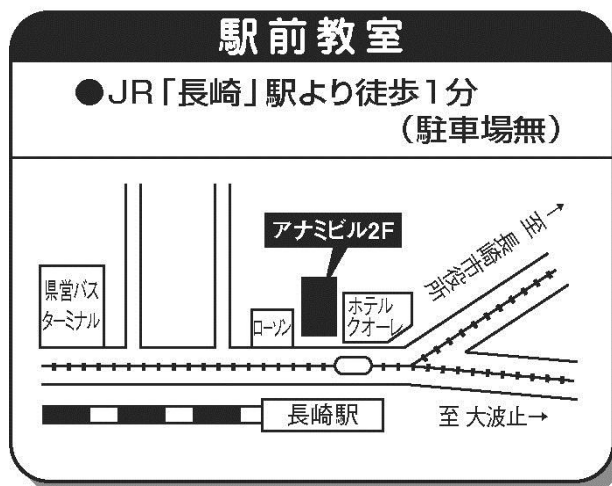 駅前教室
●JR「長崎」駅より徒歩1分
（駐車場無）
アナミビル2F
至 長崎市役所→
県営バス
ターミナル
ローソン
ホテル
クオーレ
長崎駅
至 大波止→